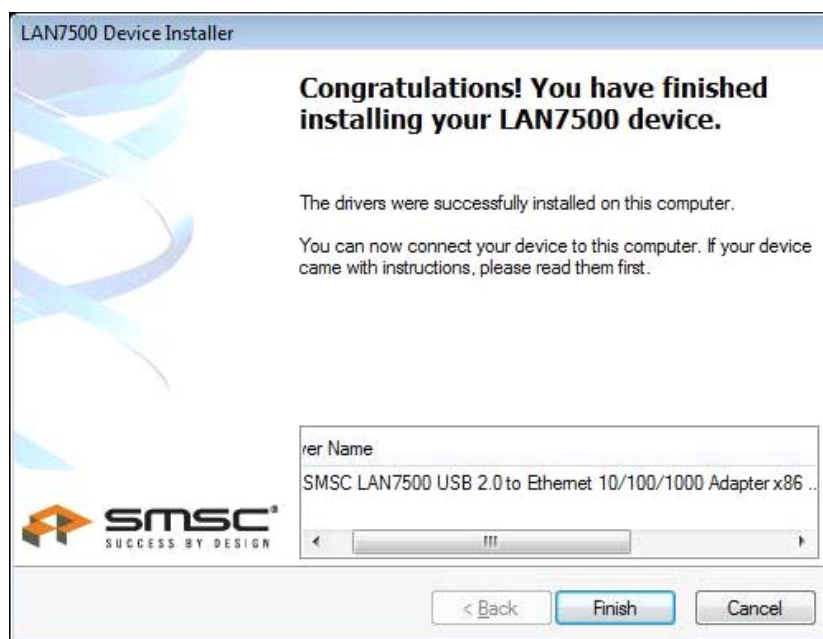 LAN7500 Device Installer
Congratulations! You have finished
installing your LAN7500 device.
The drivers were successfully installed on this computer.
You can now connect your device to this computer. If your device
came with instructions, please read them first.
ver Name
SMSC LAN7500 USB 2.0 to Ethernet 10/100/1000 Adapter x86 ..
smsc®
SUCCESS BY DESIGN
< Back
Finish
Cancel